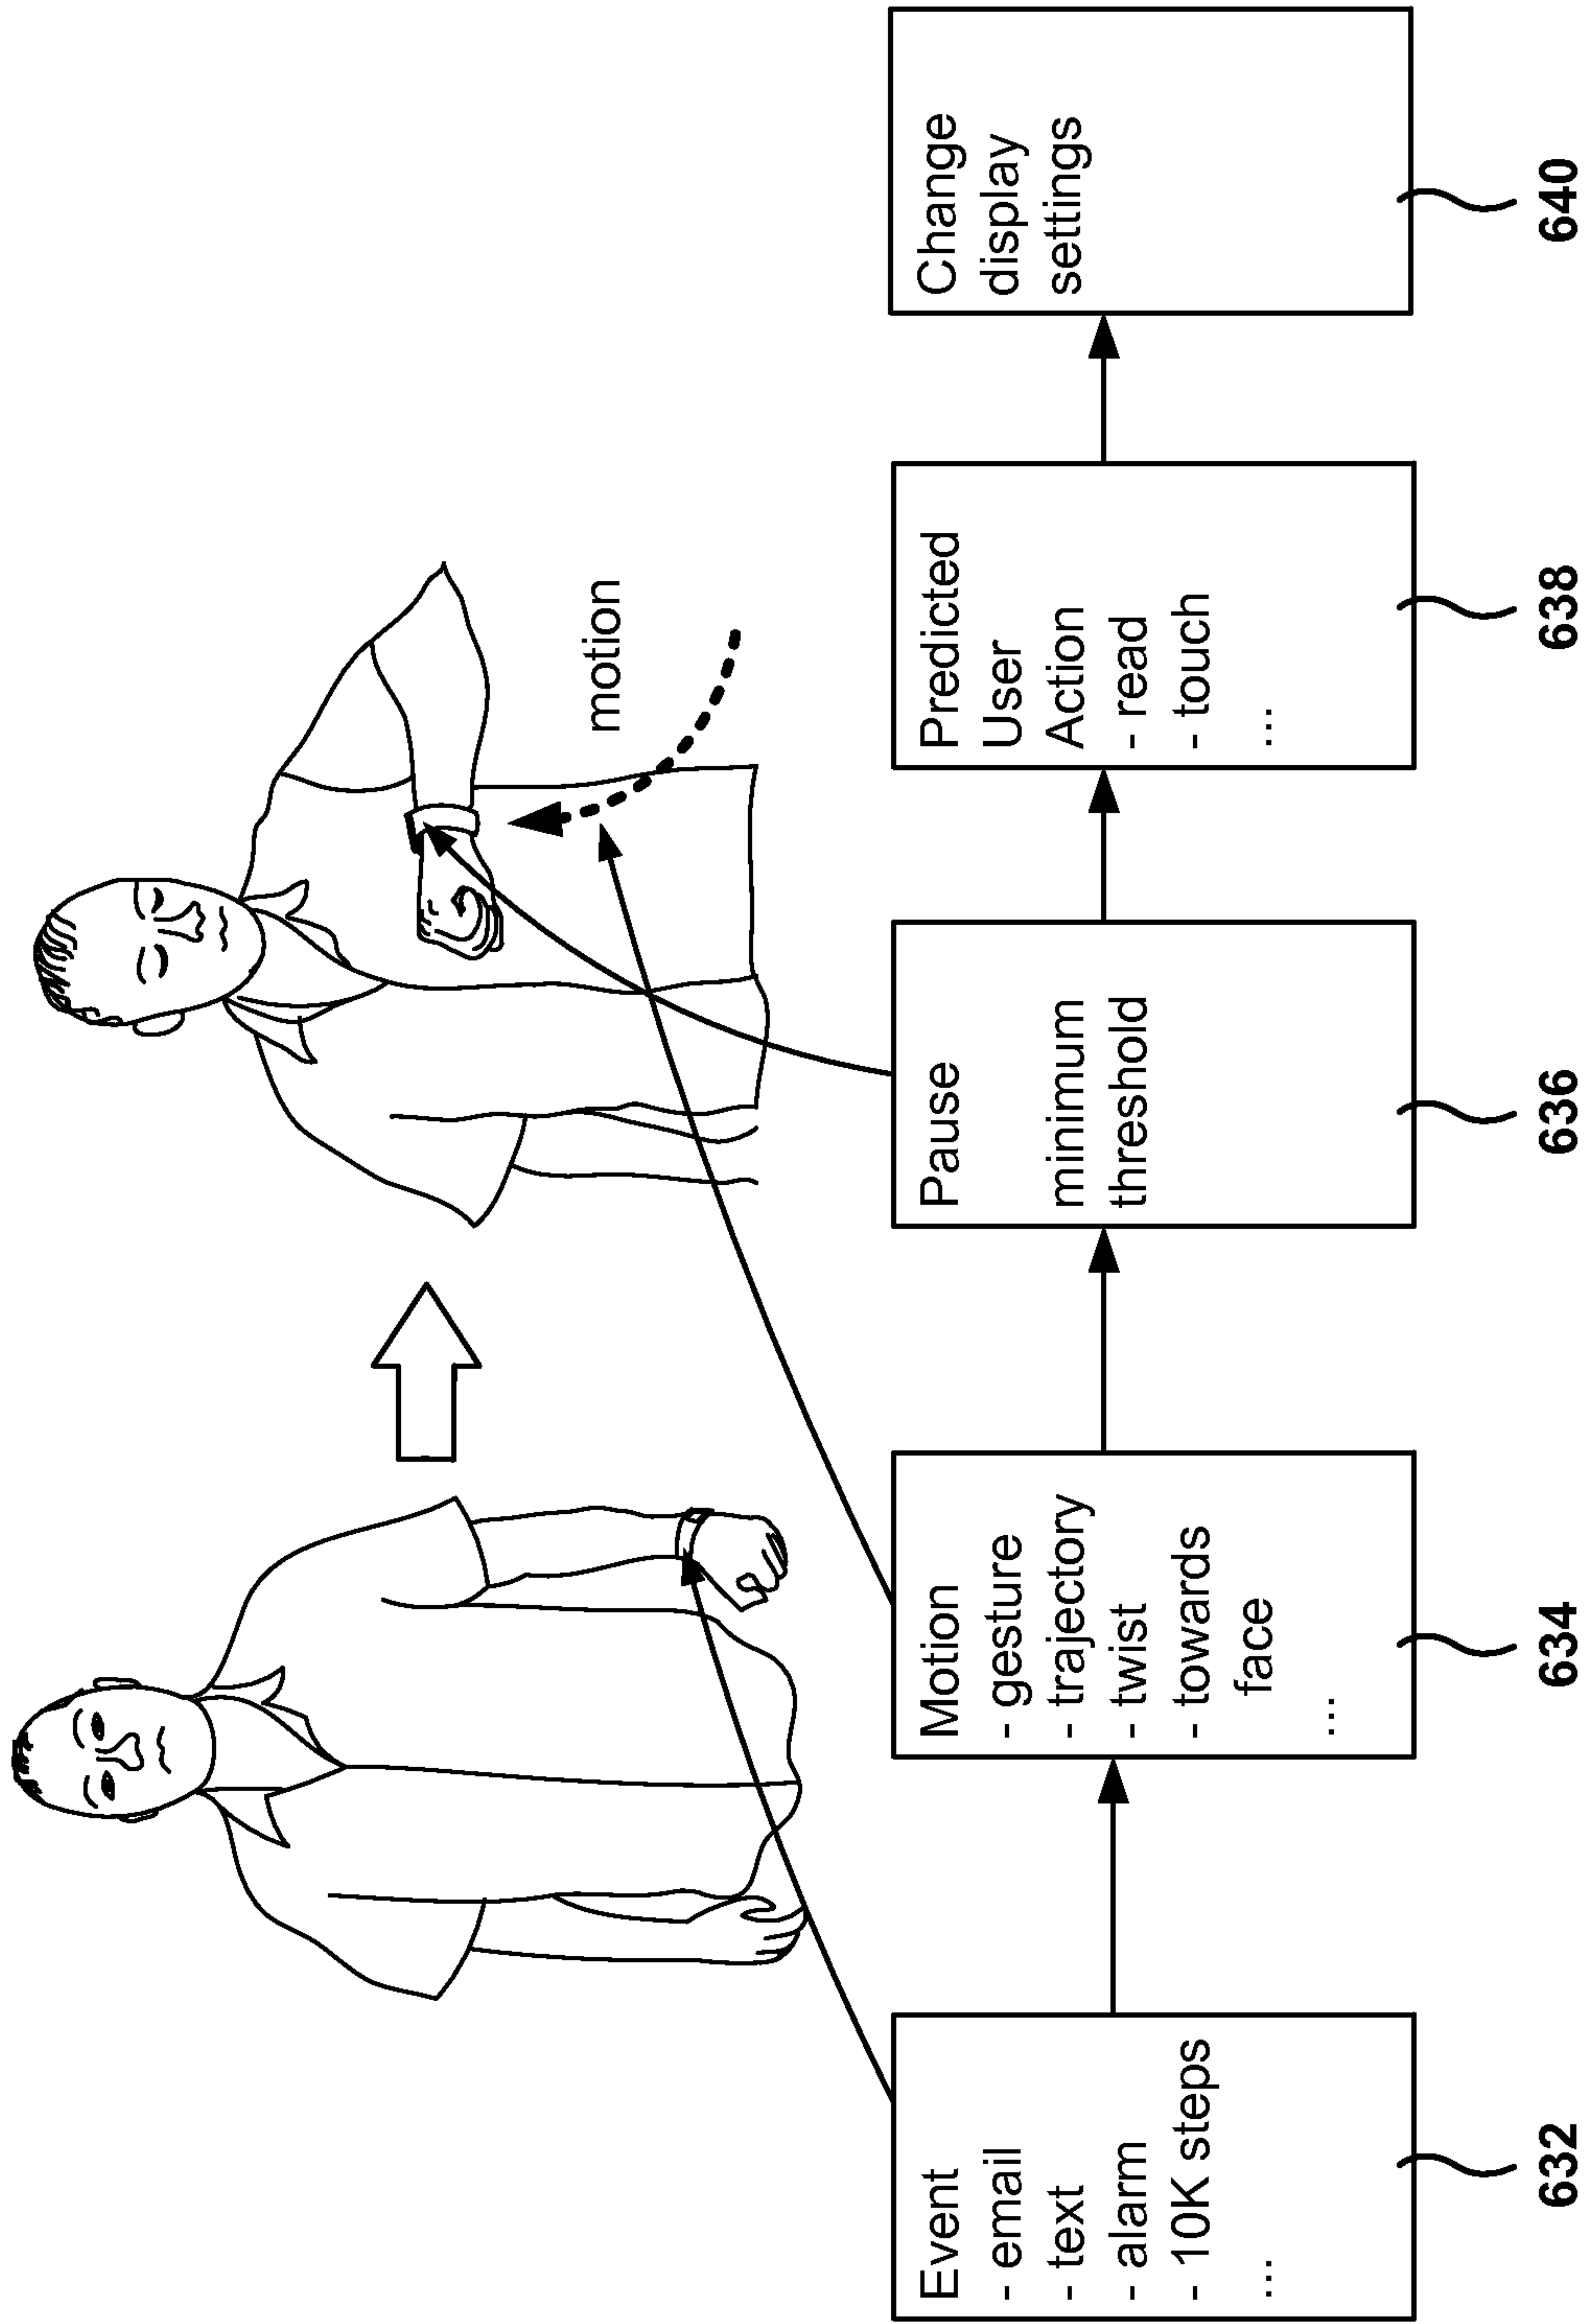 motion
Event
- email
- text
- alarm
- 10K steps
...
Motion
- gesture
- trajectory
- twist
- towards
face
...
Pause
minimum
threshold
Predicted
User
Action
- read
- touch
...
Change
display
settings
632
634
636
638
640